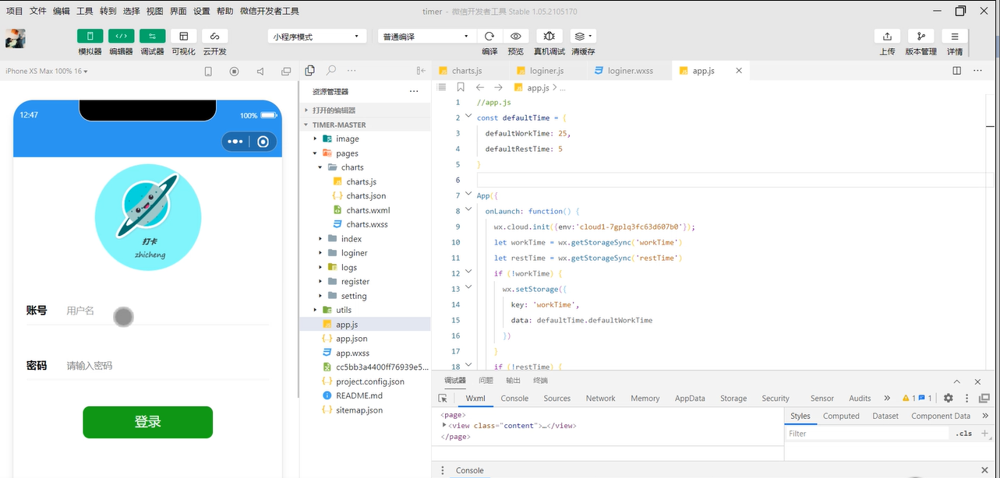 项目 文件 编辑 工具 转到 选择 视图 界面 设置 帮助 微信开发者工具
timer - 微信开发者工具 Stable 1.05.2105170
模拟器 编辑器 调试器 可视化 云开发
小程序模式
普通编译
编译 预览 真机调试 清缓存
上传 版本管理 详情
iPhone XS Max 100% 16
12:47
100%
打卡
zhicheng
账号 用户名
密码 请输入密码
登录
资源管理器
打开的编辑器
TIMER-MASTER
image
pages
charts
charts.js
charts.json
charts.wxml
charts.wxss
index
loginer
logs
register
setting
utils
app.js
app.json
app.wxss
cc5bb3a4400ff76939e5...
project.config.json
README.md
sitemap.json
charts.js loginer.js loginer.wxss app.js
app.js > ...
1 //app.js
2 const defaultTime = {
3 defaultWorkTime: 25,
4 defaultRestTime: 5
5 }
6
7 App({
8 onLaunch: function() {
9 wx.cloud.init({env:'cloud1-7gplq3fc63d607b0'});
10 let workTime = wx.getStorageSync('workTime')
11 let restTime = wx.getStorageSync('restTime')
12 if (!workTime) {
13 wx.setStorage({
14 key: 'workTime',
15 data: defaultTime.defaultWorkTime
16 })
17 }
18 if (!restTime) {
调试器 问题 输出 终端
Wxml Console Sources Network Memory AppData Storage Security Sensor Audits 1 1
<page>
<view class="content">…</view>
</page>
Styles Computed Dataset Component Data
Filter .cls
Console